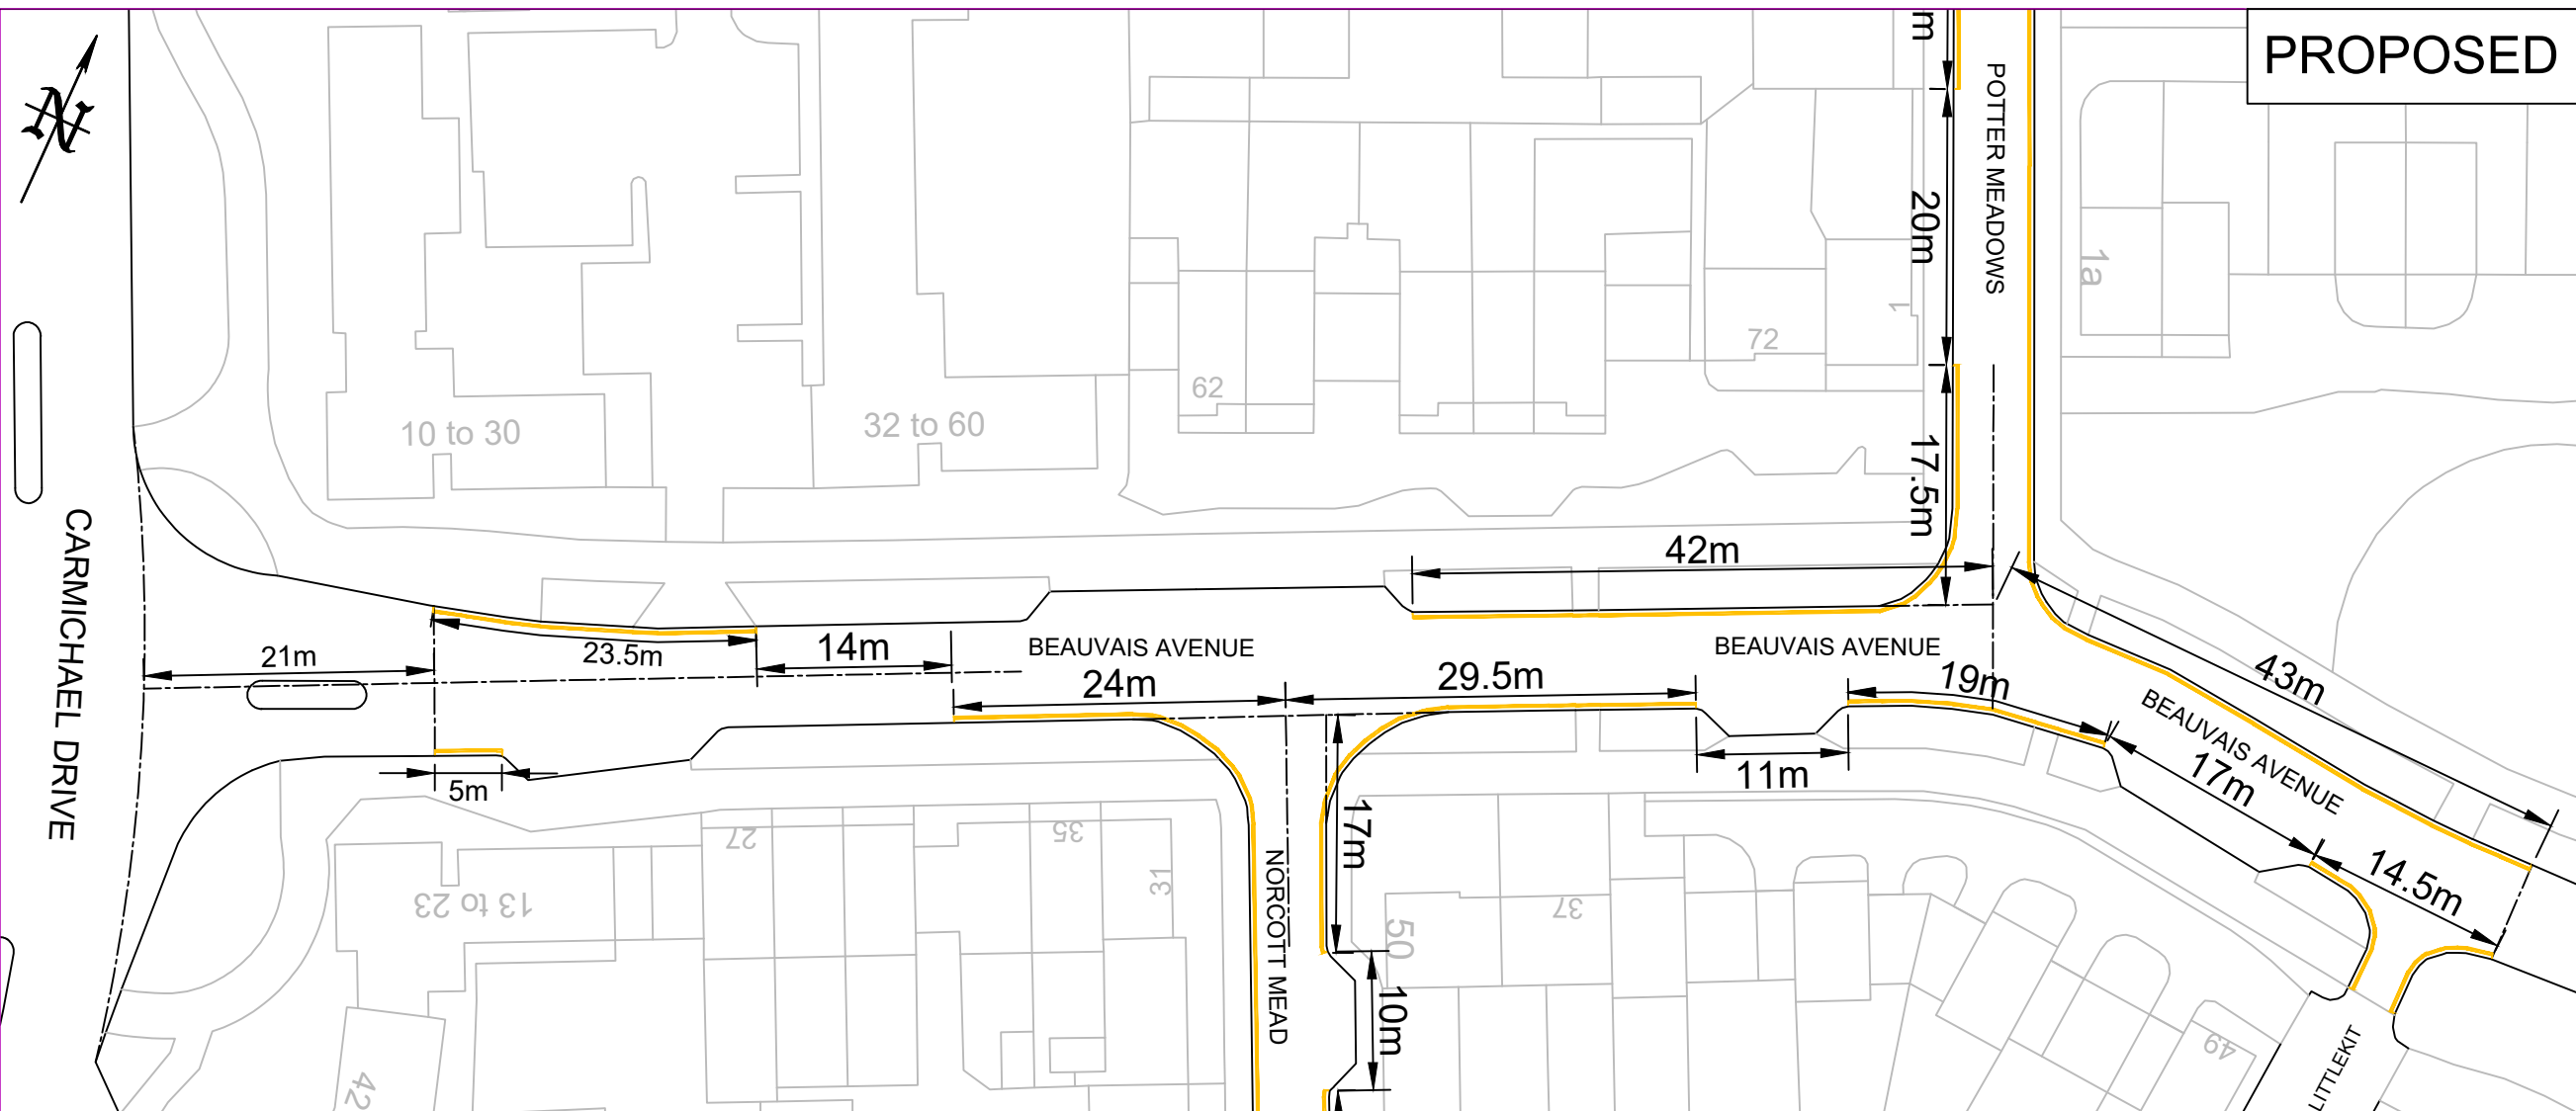 PROPOSED
N
m
POTTER MEADOWS
20m
17.5m
1a
1
72
62
10 to 30
32 to 60
CARMICHAEL DRIVE
42m
21m
23.5m
14m
BEAUVAIS AVENUE
BEAUVAIS AVENUE
24m
29.5m
19m
43m
BEAUVAIS AVENUE
17m
14.5m
5m
11m
17m
NORCOTT MEAD
10m
27
35
31
13 to 23
37
50
42
49
LITTLEKIT